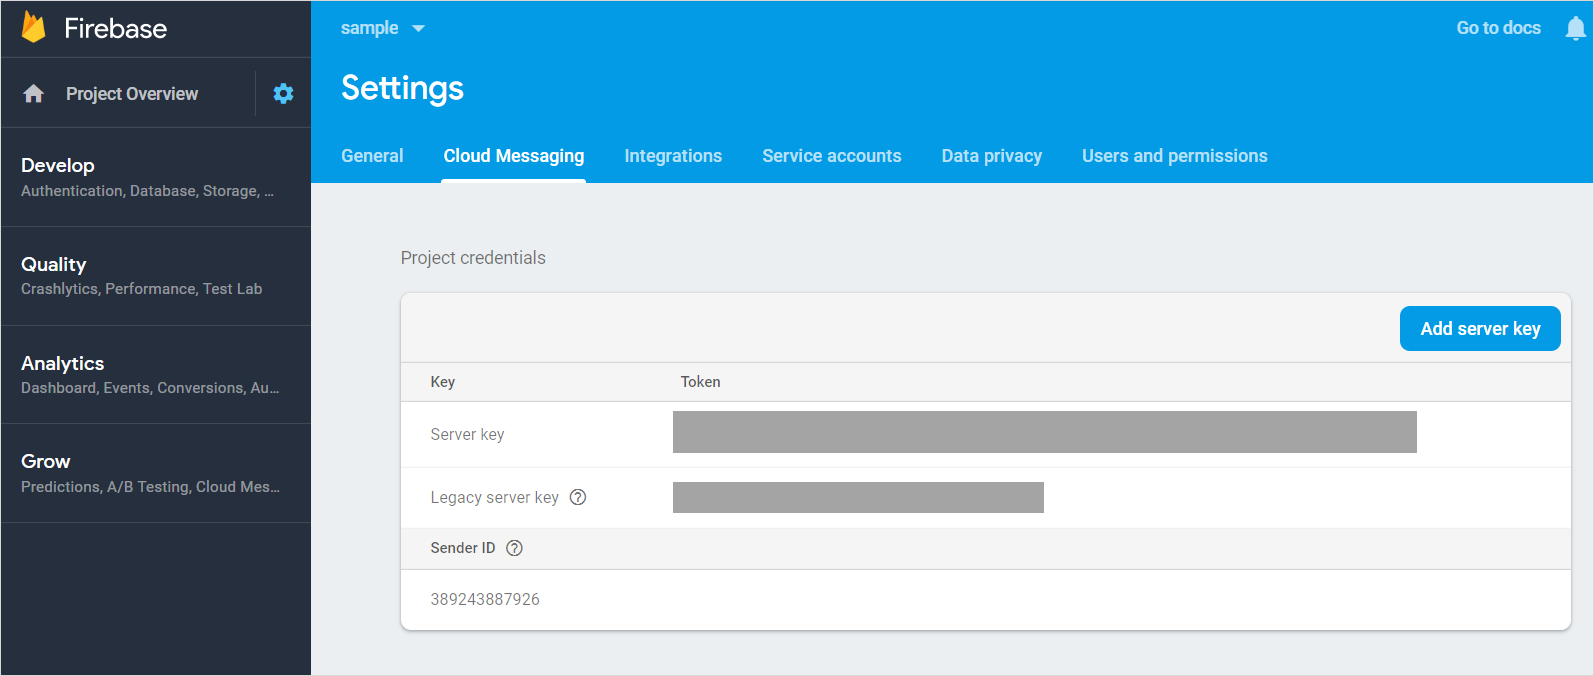 Firebase
Project Overview
Develop
Authentication, Database, Storage, ...
Quality
Crashlytics, Performance, Test Lab
Analytics
Dashboard, Events, Conversions, Au...
Grow
Predictions, A/B Testing, Cloud Mes...
sample
Go to docs
Settings
General Cloud Messaging Integrations Service accounts Data privacy Users and permissions
Project credentials
Add server key
Key Token
Server key
Legacy server key ?
Sender ID ?
389243887926